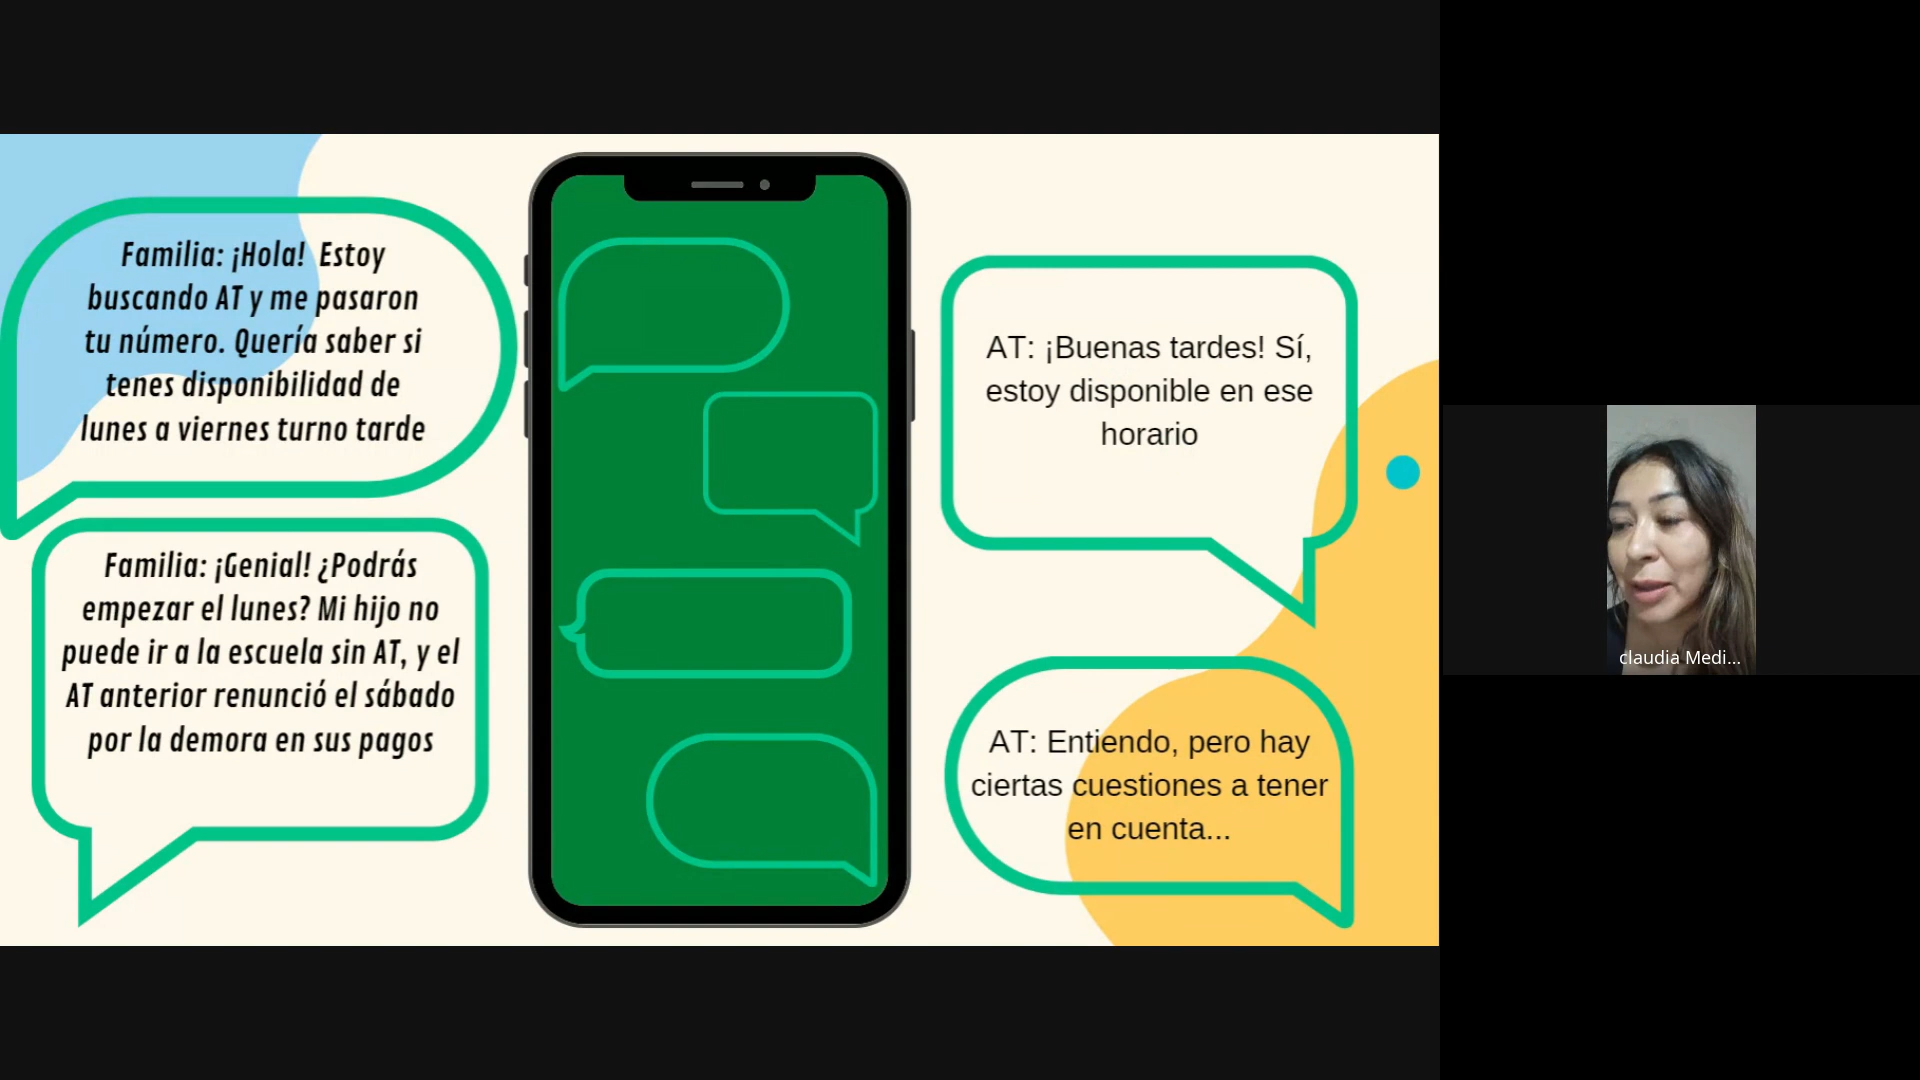 Familia: ¡Hola!  Estoy
buscando AT y me pasaron
tu número. Quería saber si
tenes disponibilidad de
lunes a viernes turno tarde
AT: ¡Buenas tardes! Sí,
estoy disponible en ese
horario
Familia: ¡Genial! ¿Podrás
empezar el lunes? Mi hijo no
puede ir a la escuela sin AT, y el
AT anterior renunció el sábado
por la demora en sus pagos
AT: Entiendo, pero hay
ciertas cuestiones a tener
en cuenta...
claudia Medi...